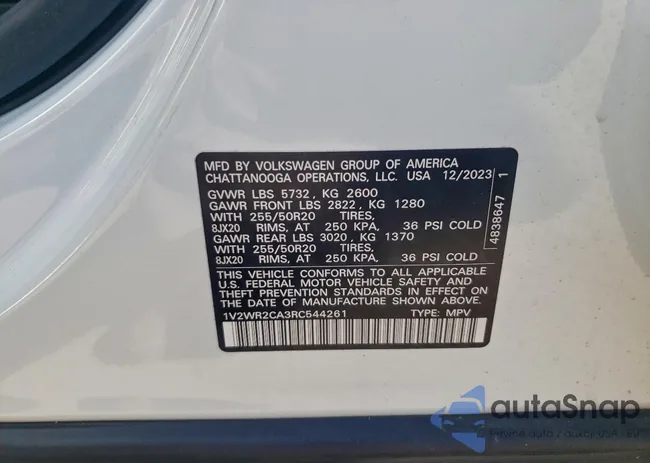 MFD BY VOLKSWAGEN GROUP OF AMERICA
CHATTANOOGA OPERATIONS, LLC. USA 12/2023
GVWR LBS 5732, KG 2600
GAWR FRONT LBS 2822, KG 1280
WITH 255/50R20 TIRES,
8JX20 RIMS, AT 250 KPA, 36 PSI COLD
GAWR REAR LBS 3020, KG 1370
WITH 255/50R20 TIRES,
8JX20 RIMS, AT 250 KPA, 36 PSI COLD
THIS VEHICLE CONFORMS TO ALL APPLICABLE
U.S. FEDERAL MOTOR VEHICLE SAFETY AND
THEFT PREVENTION STANDARDS IN EFFECT ON
THE DATE OF MANUFACTURE SHOWN ABOVE.
1V2WR2CA3RC544261 TYPE: MPV
4838647 1
autoSnap